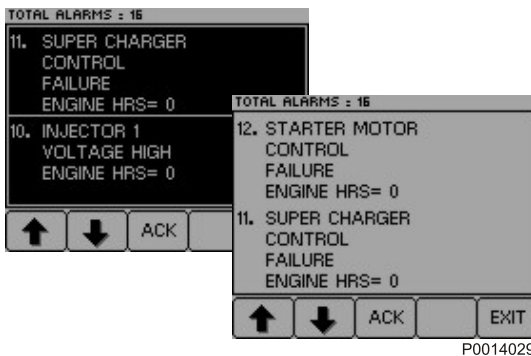 TOTAL ALARMS : 16
11. SUPER CHARGER
CONTROL
FAILURE
ENGINE HRS= 0
10. INJECTOR 1
VOLTAGE HIGH
ENGINE HRS= 0
ACK
TOTAL ALARMS : 16
12. STARTER MOTOR
CONTROL
FAILURE
ENGINE HRS= 0
11. SUPER CHARGER
CONTROL
FAILURE
ENGINE HRS= 0
ACK EXIT
P0014029